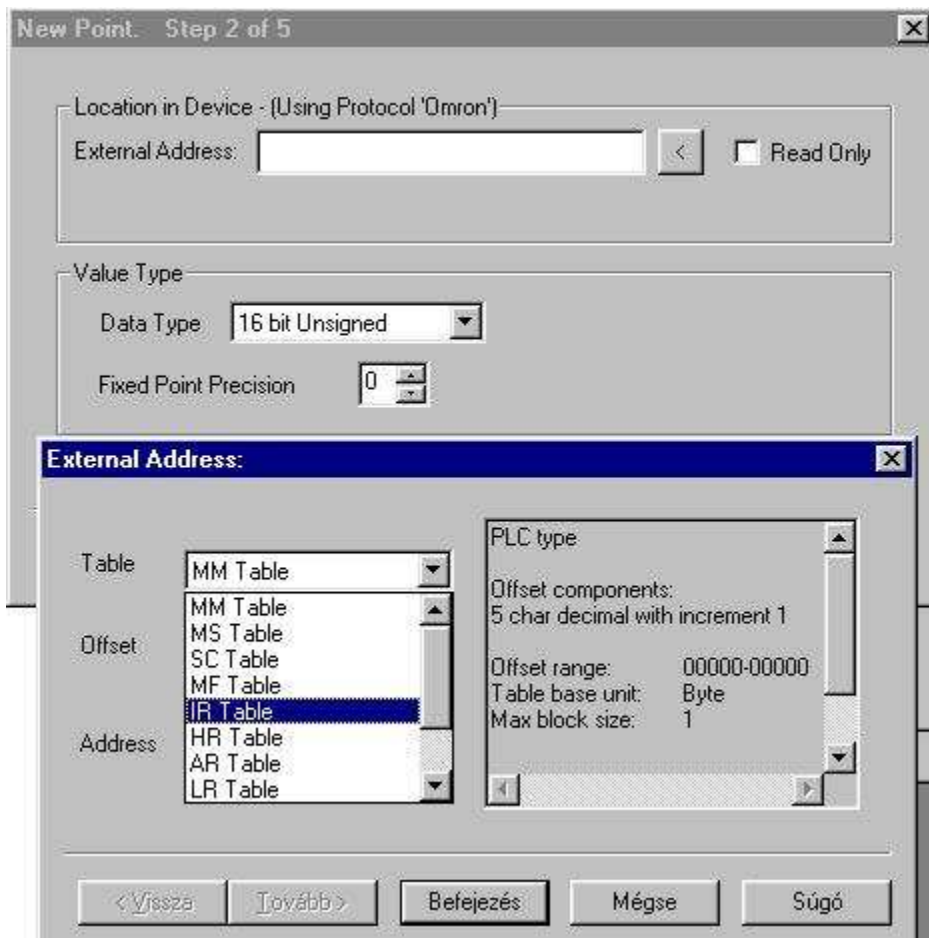 New Point. Step 2 of 5
Location in Device - (Using Protocol 'Omron')
External Address:
<
Read Only
Value Type
Data Type
16 bit Unsigned
Fixed Point Precision
0
External Address:
Table
MM Table
MM Table
MS Table
SC Table
MF Table
IR Table
HR Table
AR Table
LR Table
Offset
Address
PLC type
Offset components:
5 char decimal with increment 1
Offset range: 00000-00000
Table base unit: Byte
Max block size: 1
< Vissza
Tovább >
Befejezés
Mégse
Súgó